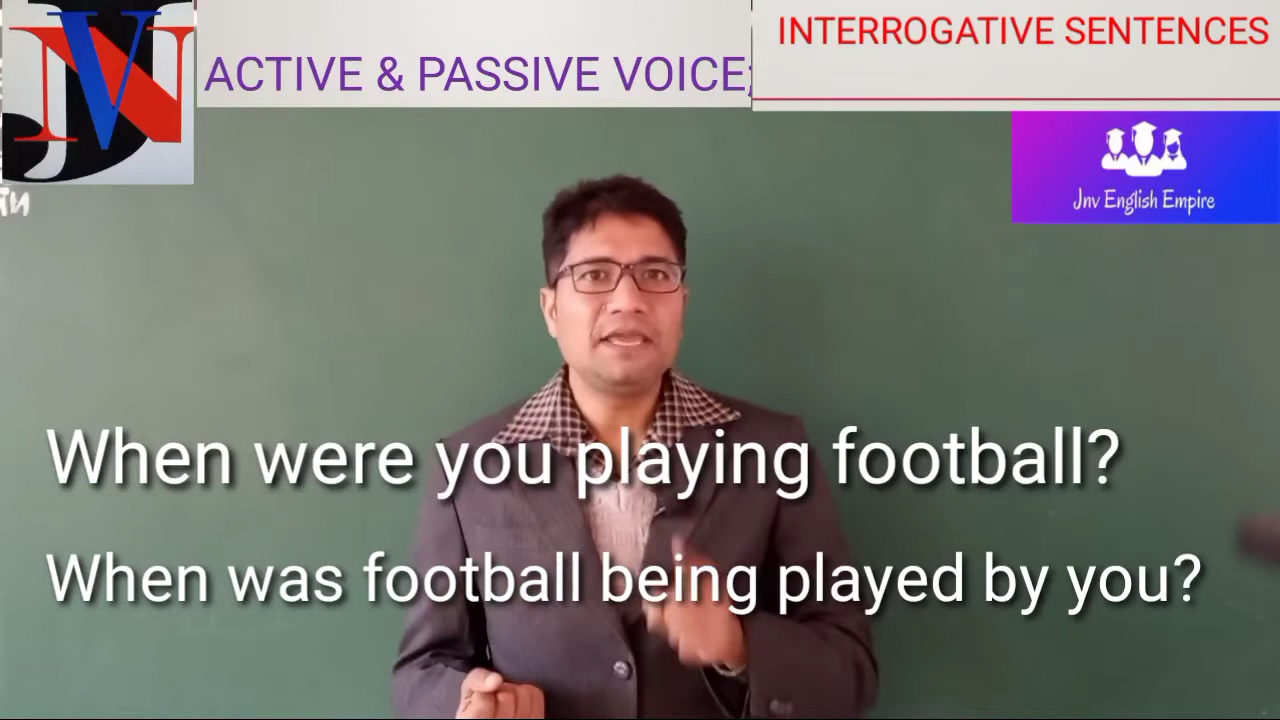 JNV
ACTIVE & PASSIVE VOICE;
INTERROGATIVE SENTENCES
Jnv English Empire
When were you playing football?
When was football being played by you?